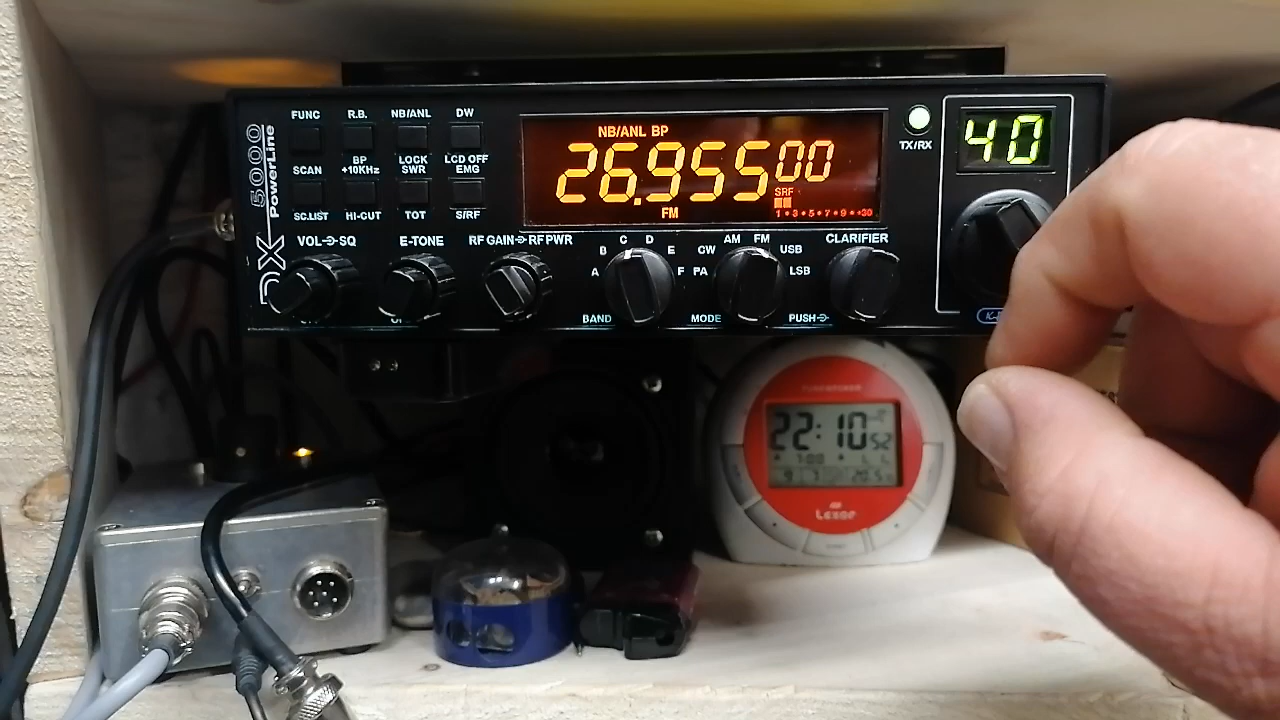 FUNC R.B. NB/ANL DW
SCAN BP +10KHz LOCK SWR LCD OFF EMG
SC.LIST HI-CUT TOT S/RF
DX 5000
PowerLine
NB/ANL BP
26.95500
SRF
FM
1•3•5•7•9•+30
TX/RX
40
VOL SQ E-TONE RF GAIN RF PWR
A B C D E F
BAND
PA CW AM FM USB LSB
MODE
CLARIFIER
PUSH
22:10 52
7:00
Lexor